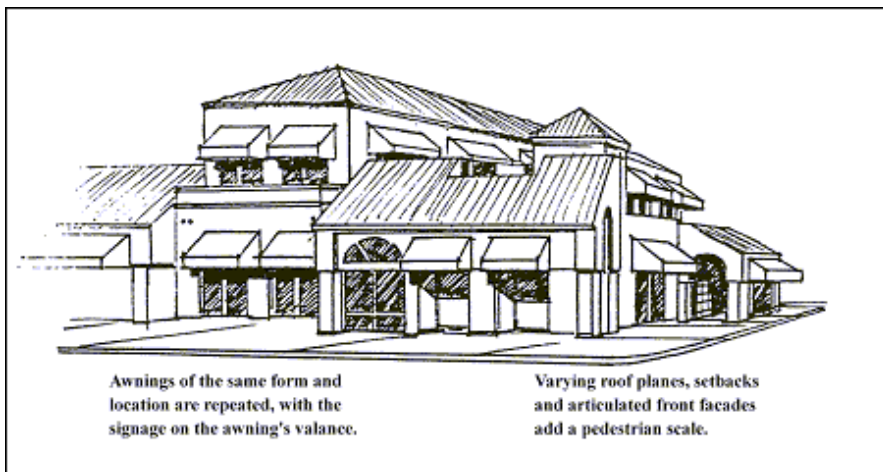 Awnings of the same form and
location are repeated, with the
signage on the awning's valance.
Varying roof planes, setbacks
and articulated front facades
add a pedestrian scale.